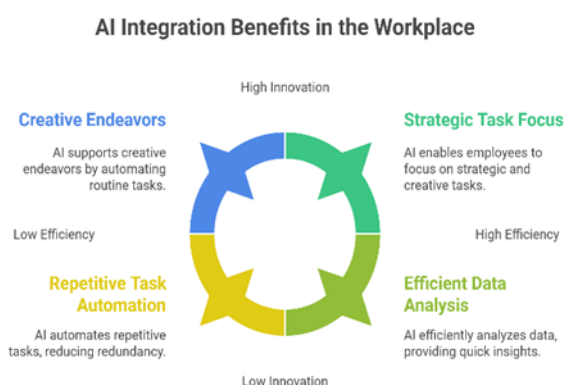 AI Integration Benefits in the Workplace
High Innovation
Creative Endeavors
AI supports creative
endeavors by automating
routine tasks.
Strategic Task Focus
AI enables employees to
focus on strategic and
creative tasks.
Low Efficiency
High Efficiency
Repetitive Task
Automation
AI automates repetitive
tasks, reducing redundancy.
Efficient Data
Analysis
AI efficiently analyzes data,
providing quick insights.
Low Innovation